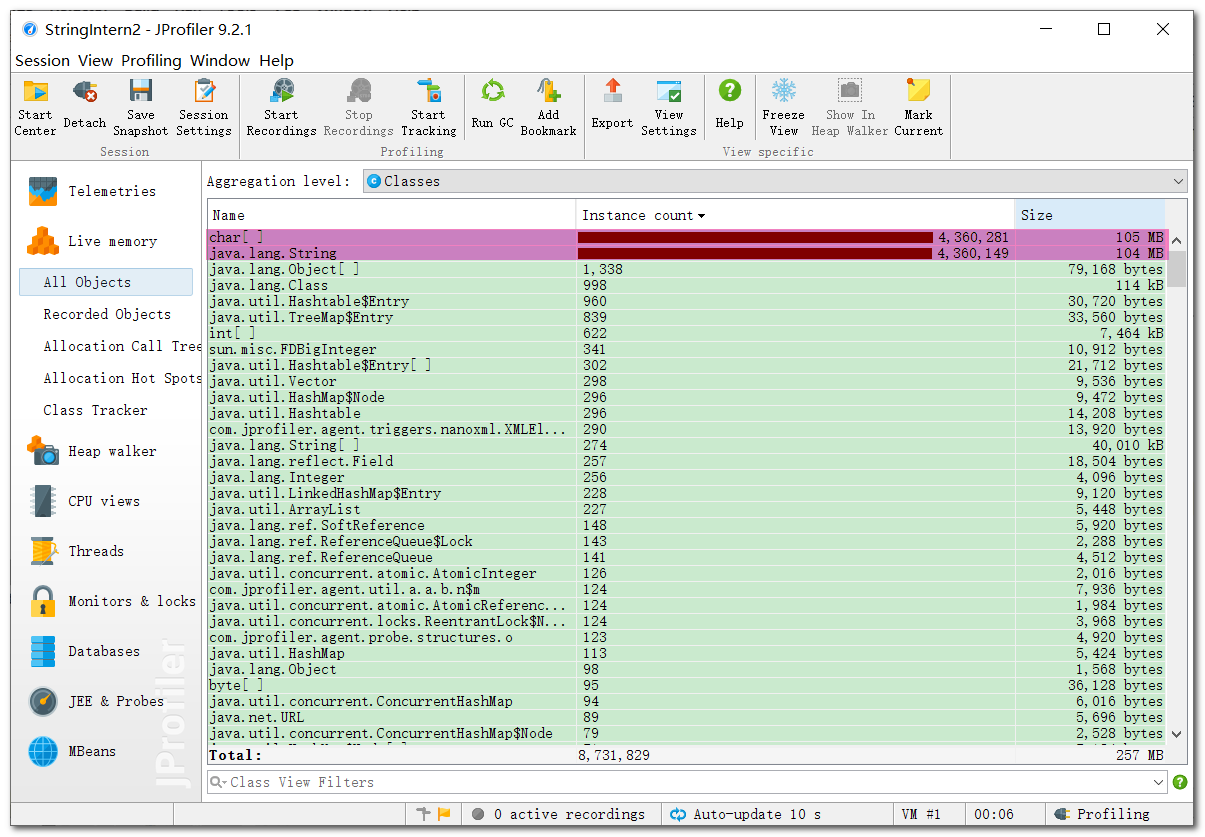 StringIntern2 - JProfiler 9.2.1
Session View Profiling Window Help
Start Center
Detach
Save Snapshot
Session Settings
Start Recordings
Stop Recordings
Start Tracking
Run GC
Add Bookmark
Export
View Settings
Help
Freeze View
Show In Heap Walker
Mark Current
Session
Profiling
View specific
Telemetries
Live memory
All Objects
Recorded Objects
Allocation Call Tree
Allocation Hot Spots
Class Tracker
Heap walker
CPU views
Threads
Monitors & locks
Databases
JEE & Probes
MBeans
JProfiler
Aggregation level: Classes
Name Instance count Size
char[ ] 4,360,281 105 MB
java.lang.String 4,360,149 104 MB
java.lang.Object[ ] 1,338 79,168 bytes
java.lang.Class 998 114 kB
java.util.Hashtable$Entry 960 30,720 bytes
java.util.TreeMap$Entry 839 33,560 bytes
int[ ] 622 7,464 kB
sun.misc.FDBigInteger 341 10,912 bytes
java.util.Hashtable$Entry[ ] 302 21,712 bytes
java.util.Vector 298 9,536 bytes
java.util.HashMap$Node 296 9,472 bytes
java.util.Hashtable 296 14,208 bytes
com.jprofiler.agent.triggers.nanoxml.XMLEl... 290 13,920 bytes
java.lang.String[ ] 274 40,010 kB
java.lang.reflect.Field 257 18,504 bytes
java.lang.Integer 256 4,096 bytes
java.util.LinkedHashMap$Entry 228 9,120 bytes
java.util.ArrayList 227 5,448 bytes
java.lang.ref.SoftReference 148 5,920 bytes
java.lang.ref.ReferenceQueue$Lock 143 2,288 bytes
java.lang.ref.ReferenceQueue 141 4,512 bytes
java.util.concurrent.atomic.AtomicInteger 126 2,016 bytes
com.jprofiler.agent.util.a.a.b.n$m 124 7,936 bytes
java.util.concurrent.atomic.AtomicReferenc... 124 1,984 bytes
java.util.concurrent.locks.ReentrantLock$N... 124 3,968 bytes
com.jprofiler.agent.probe.structures.o 123 4,920 bytes
java.util.HashMap 113 5,424 bytes
java.lang.Object 98 1,568 bytes
byte[ ] 95 36,128 bytes
java.util.concurrent.ConcurrentHashMap 94 6,016 bytes
java.net.URL 89 5,696 bytes
java.util.concurrent.ConcurrentHashMap$Node 79 2,528 bytes
Total: 8,731,829 257 MB
Class View Filters
0 active recordings
Auto-update 10 s
VM #1
00:06
Profiling